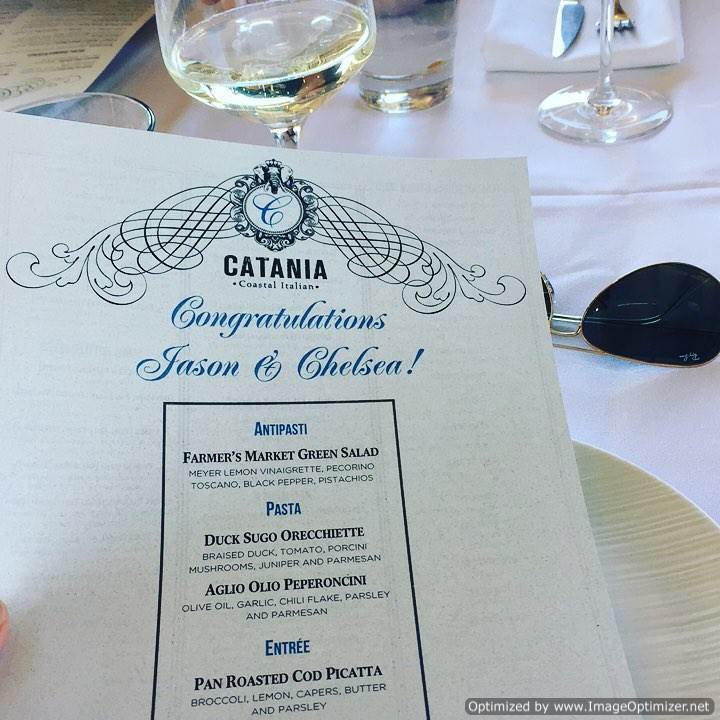 C
CATANIA
• Coastal Italian •
Congratulations
Jason & Chelsea!
ANTIPASTI
FARMER'S MARKET GREEN SALAD
MEYER LEMON VINAIGRETTE, PECORINO
TOSCANO, BLACK PEPPER, PISTACHIOS
PASTA
DUCK SUGO ORECCHIETTE
BRAISED DUCK, TOMATO, PORCINI
MUSHROOMS, JUNIPER AND PARMESAN
AGLIO OLIO PEPERONCINI
OLIVE OIL, GARLIC, CHILI FLAKE, PARSLEY
AND PARMESAN
ENTRÉE
PAN ROASTED COD PICATTA
BROCCOLI, LEMON, CAPERS, BUTTER
AND PARSLEY
Ray-Ban
Optimized by www.ImageOptimizer.net